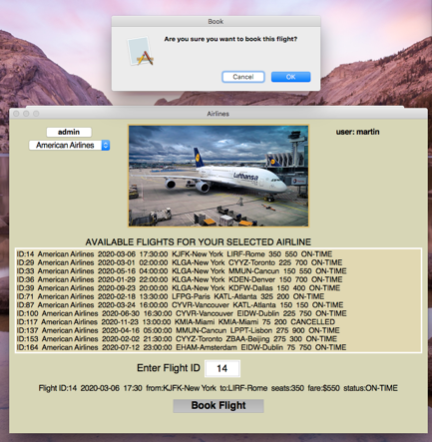 Book
Are you sure you want to book this flight?
Cancel
OK
Airlines
admin
user: martin
American Airlines
Lufthansa
AVAILABLE FLIGHTS FOR YOUR SELECTED AIRLINE
ID:14 American Airlines 2020-03-06 17:30:00 KJFK-New York LIRF-Rome 350 550 ON-TIME
ID:29 American Airlines 2020-03-01 02:00:00 KLGA-New York CYYZ-Toronto 225 700 ON-TIME
ID:33 American Airlines 2020-05-16 04:00:00 KLGA-New York MMUN-Cancun 150 550 ON-TIME
ID:36 American Airlines 2020-01-29 22:00:00 KLGA-New York KDEN-Denver 150 700 ON-TIME
ID:39 American Airlines 2020-09-23 20:00:00 KLGA-New York KDFW-Dallas 150 400 ON-TIME
ID:71 American Airlines 2020-02-18 13:30:00 LFPG-Paris KATL-Atlanta 325 200 ON-TIME
ID:87 American Airlines 2020-03-24 16:00:00 CYVR-Vancouver KATL-Atlanta 150 150 ON-TIME
ID:100 American Airlines 2020-06-30 16:30:00 CYVR-Vancouver EIDW-Dublin 225 750 ON-TIME
ID:117 American Airlines 2020-11-23 13:00:00 KMIA-Miami KMIA-Miami 75 200 CANCELLED
ID:137 American Airlines 2020-04-16 05:00:00 MMUN-Cancun LPPT-Lisbon 275 900 ON-TIME
ID:153 American Airlines 2020-02-02 21:30:00 CYYZ-Toronto ZBAA-Beijing 275 300 ON-TIME
ID:164 American Airlines 2020-07-12 23:00:00 EHAM-Amsterdam EIDW-Dublin 75 750 ON-TIME
Enter Flight ID 14
Flight ID:14 2020-03-06 17:30 from:KJFK-New York to:LIRF-Rome seats:350 fare:$550 status:ON-TIME
Book Flight